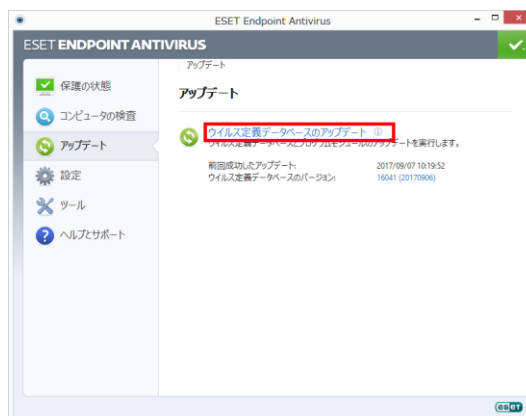 ESET Endpoint Antivirus
ESET ENDPOINT ANTIVIRUS
保護の状態
コンピュータの検査
アップデート
設定
ツール
ヘルプとサポート
アップデート
アップデート
ウイルス定義データベースのアップデート
ウイルス定義データベースとプログラムモジュールのアップデートを実行します。
前回成功したアップデート: 2017/09/07 10:19:52
ウイルス定義データベースのバージョン: 16041 (20170906)
eset